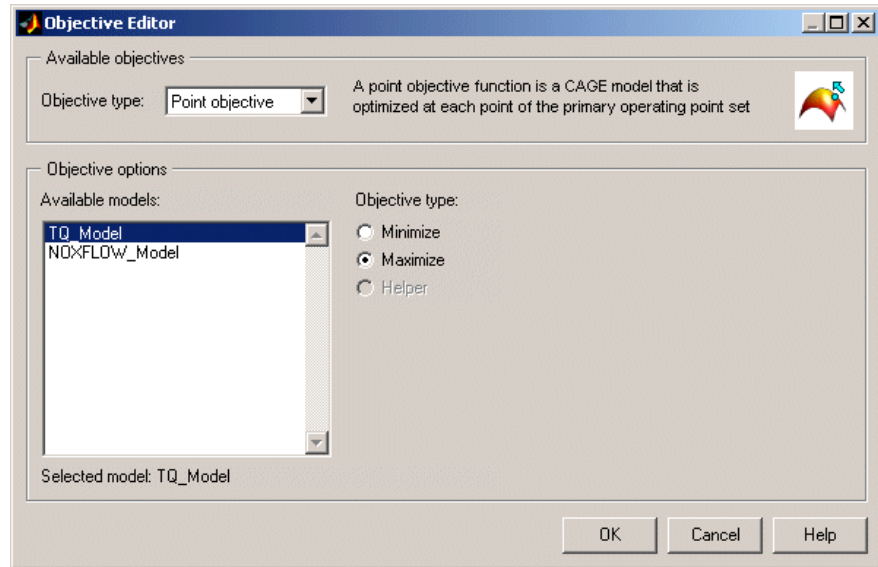 Objective Editor
Available objectives
Objective type: Point objective
A point objective function is a CAGE model that is
optimized at each point of the primary operating point set
Objective options
Available models:
TQ_Model
NOXFLOW_Model
Selected model: TQ_Model
Objective type:
Minimize
Maximize
Helper
OK Cancel Help